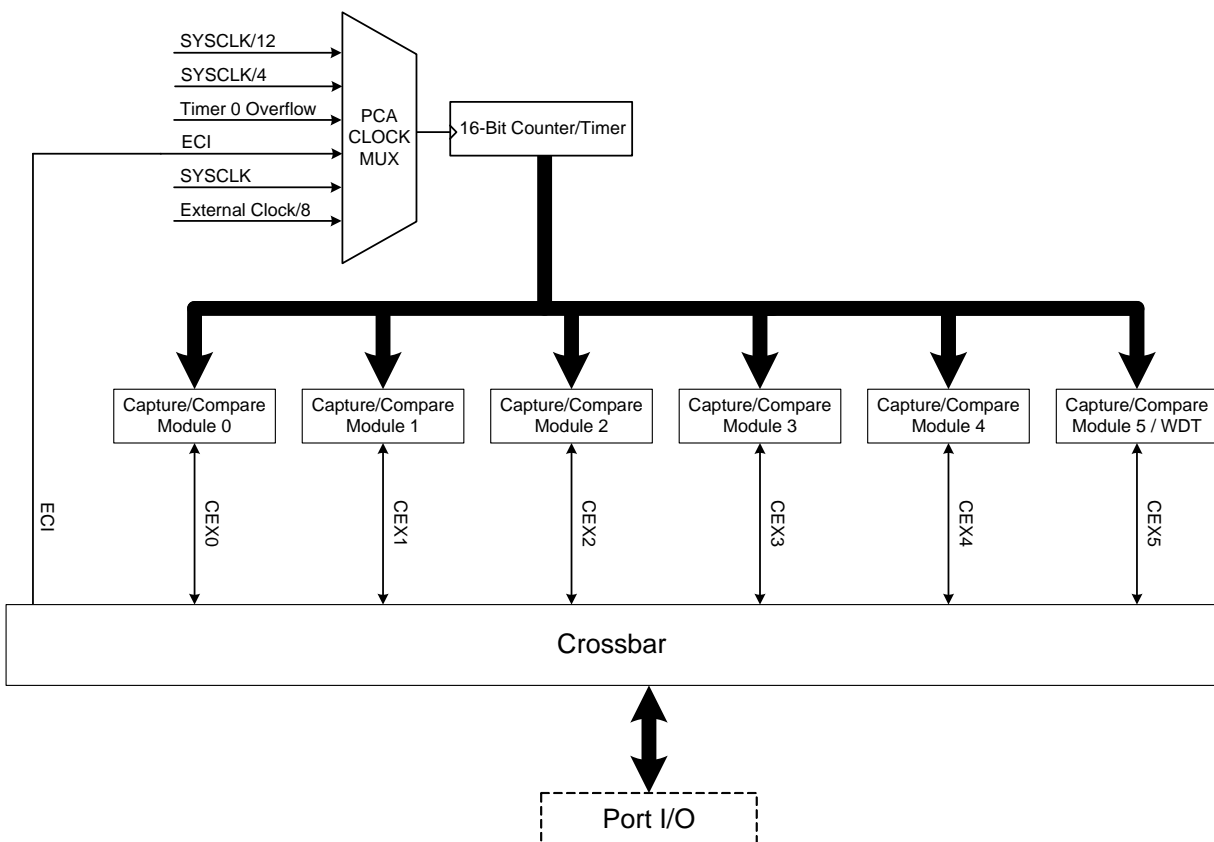 SYSCLK/12
SYSCLK/4
Timer 0 Overflow
ECI
SYSCLK
External Clock/8
PCA
CLOCK
MUX
16-Bit Counter/Timer
Capture/Compare
Module 0
Capture/Compare
Module 1
Capture/Compare
Module 2
Capture/Compare
Module 3
Capture/Compare
Module 4
Capture/Compare
Module 5 / WDT
ECI
CEX0
CEX1
CEX2
CEX3
CEX4
CEX5
Crossbar
Port I/O